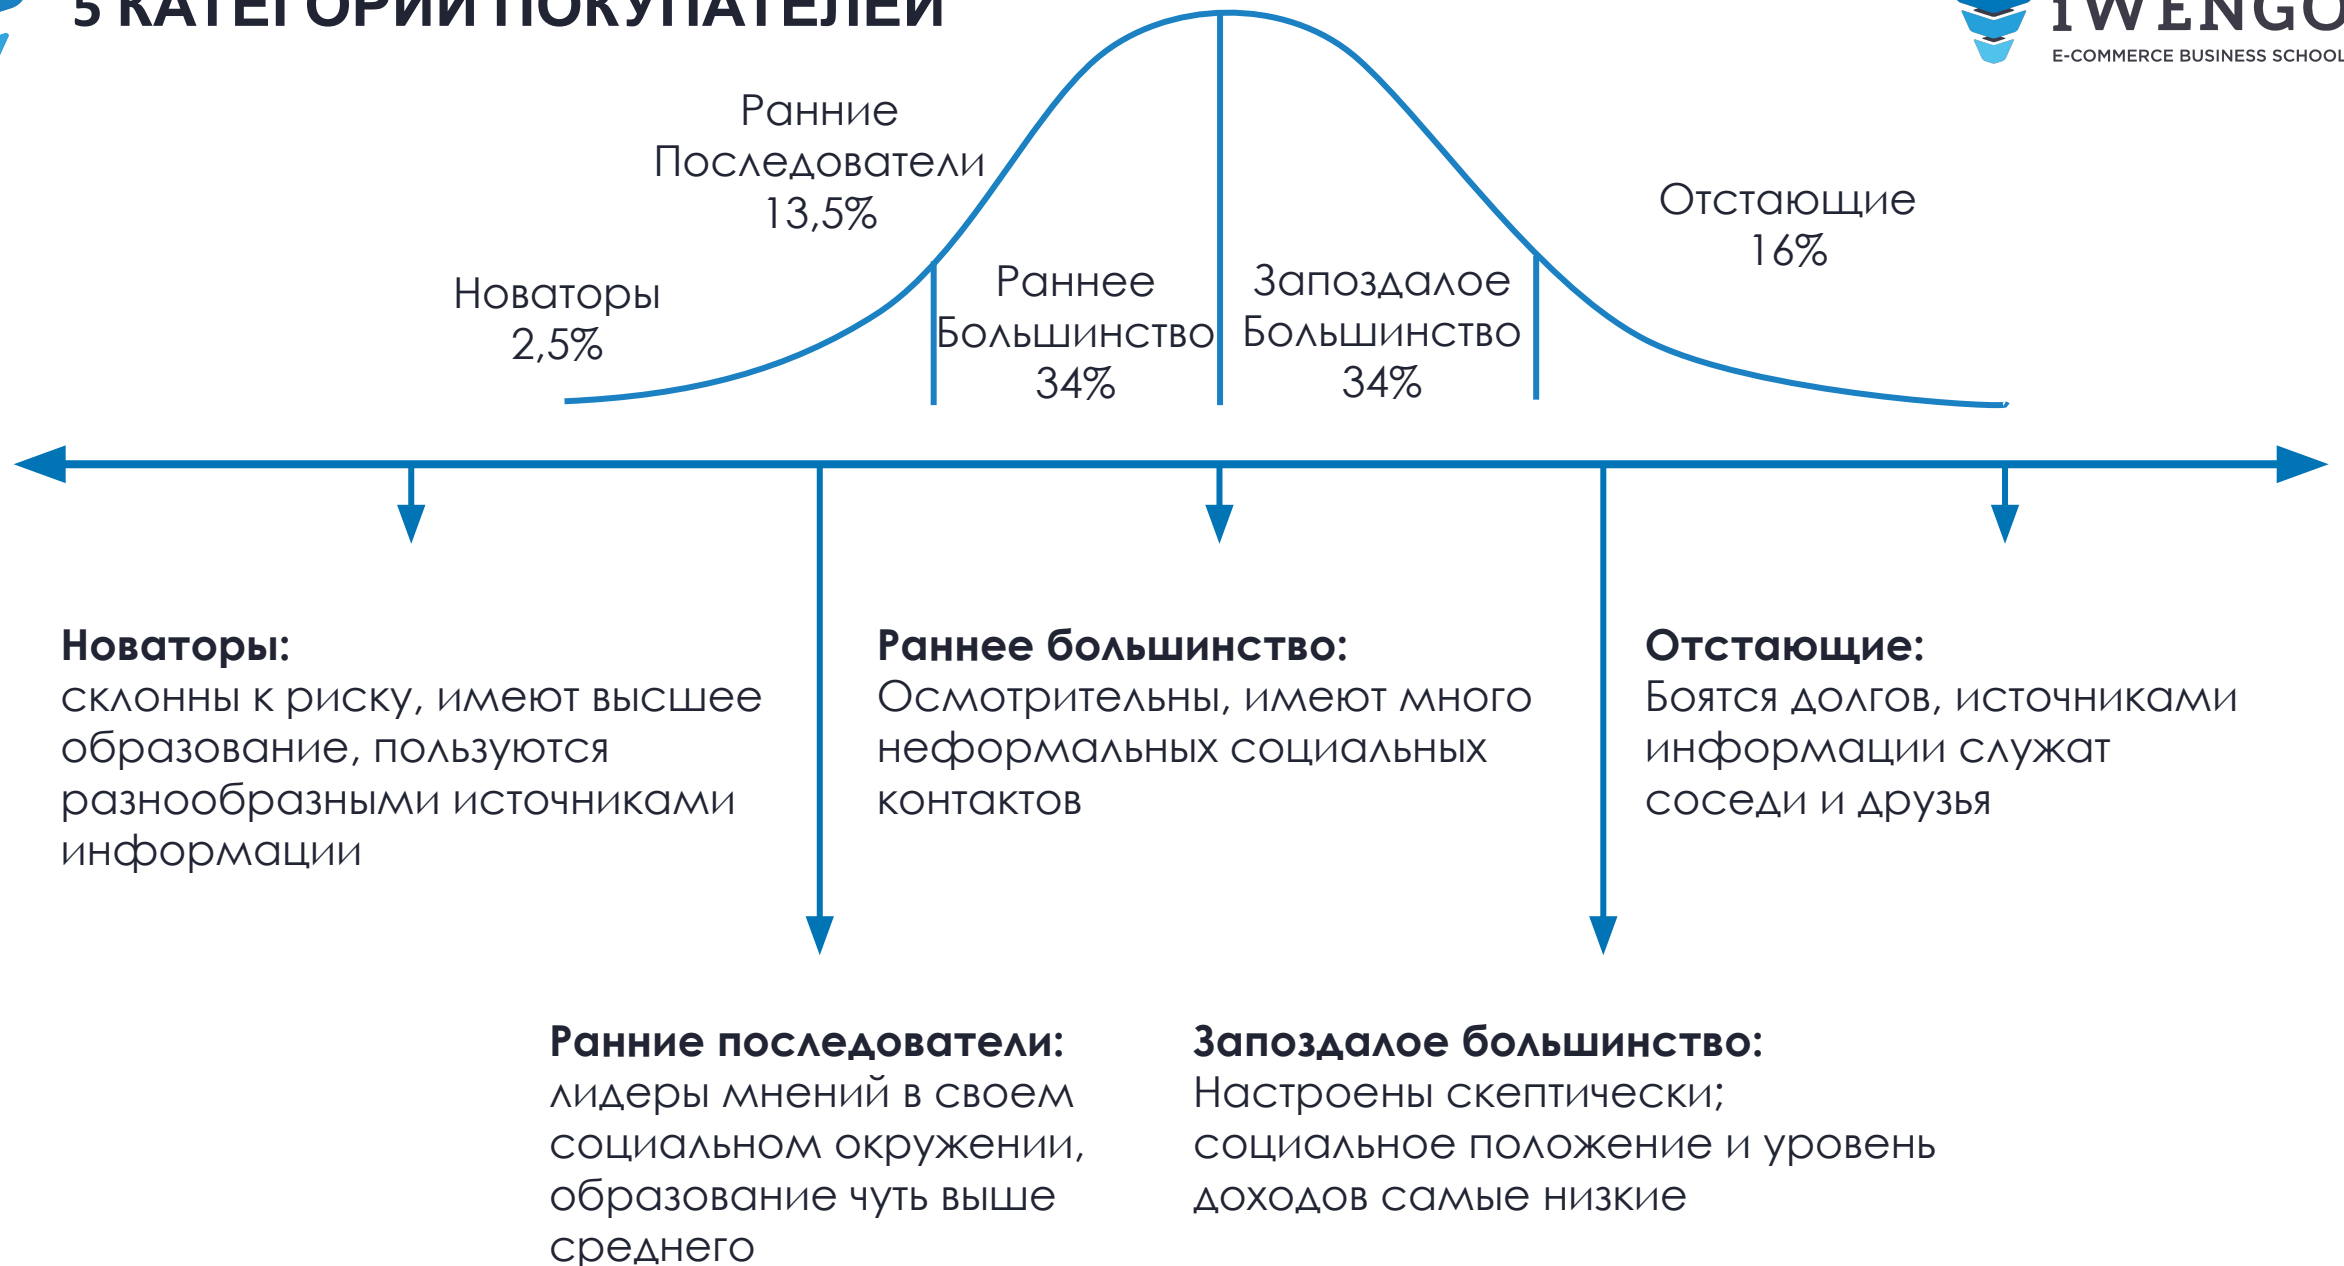 5 КАТЕГОРИЙ ПОКУПАТЕЛЕЙ
iWENGO
E-COMMERCE BUSINESS SCHOOL
Ранние
Последователи
13,5%
Отстающие
16%
Новаторы
2,5%
Раннее
Большинство
34%
Запоздалое
Большинство
34%
Новаторы:
склонны к риску, имеют высшее
образование, пользуются
разнообразными источниками
информации
Раннее большинство:
Осмотрительны, имеют много
неформальных социальных
контактов
Отстающие:
Боятся долгов, источниками
информации служат
соседи и друзья
Ранние последователи:
лидеры мнений в своем
социальном окружении,
образование чуть выше
среднего
Запоздалое большинство:
Настроены скептически;
социальное положение и уровень
доходов самые низкие